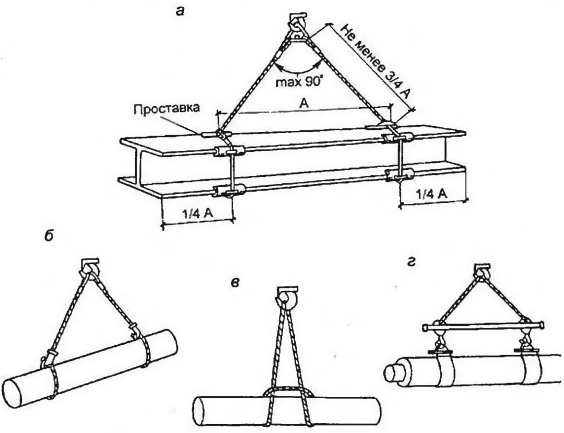 а
Не менее 3/4 А
max 90°
А
Проставка
1/4 А
1/4 А
б
в
г